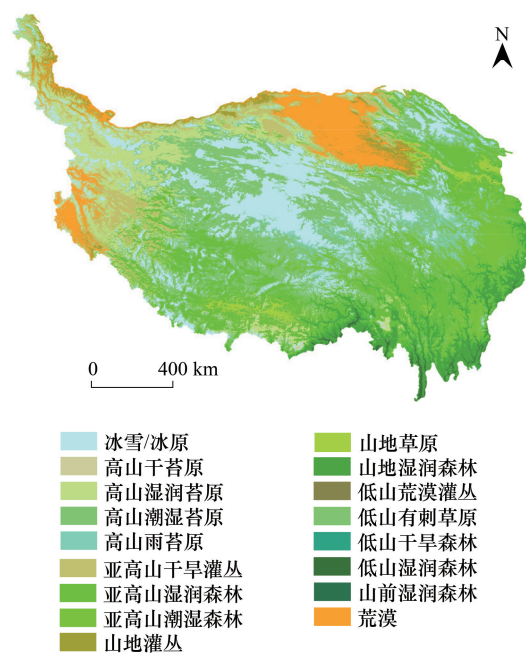 N
0 400 km
冰雪/冰原
高山干苔原
高山湿润苔原
高山潮湿苔原
高山雨苔原
亚高山干旱灌丛
亚高山湿润森林
亚高山潮湿森林
山地灌丛
山地草原
山地湿润森林
低山荒漠灌丛
低山有刺草原
低山干旱森林
低山湿润森林
山前湿润森林
荒漠